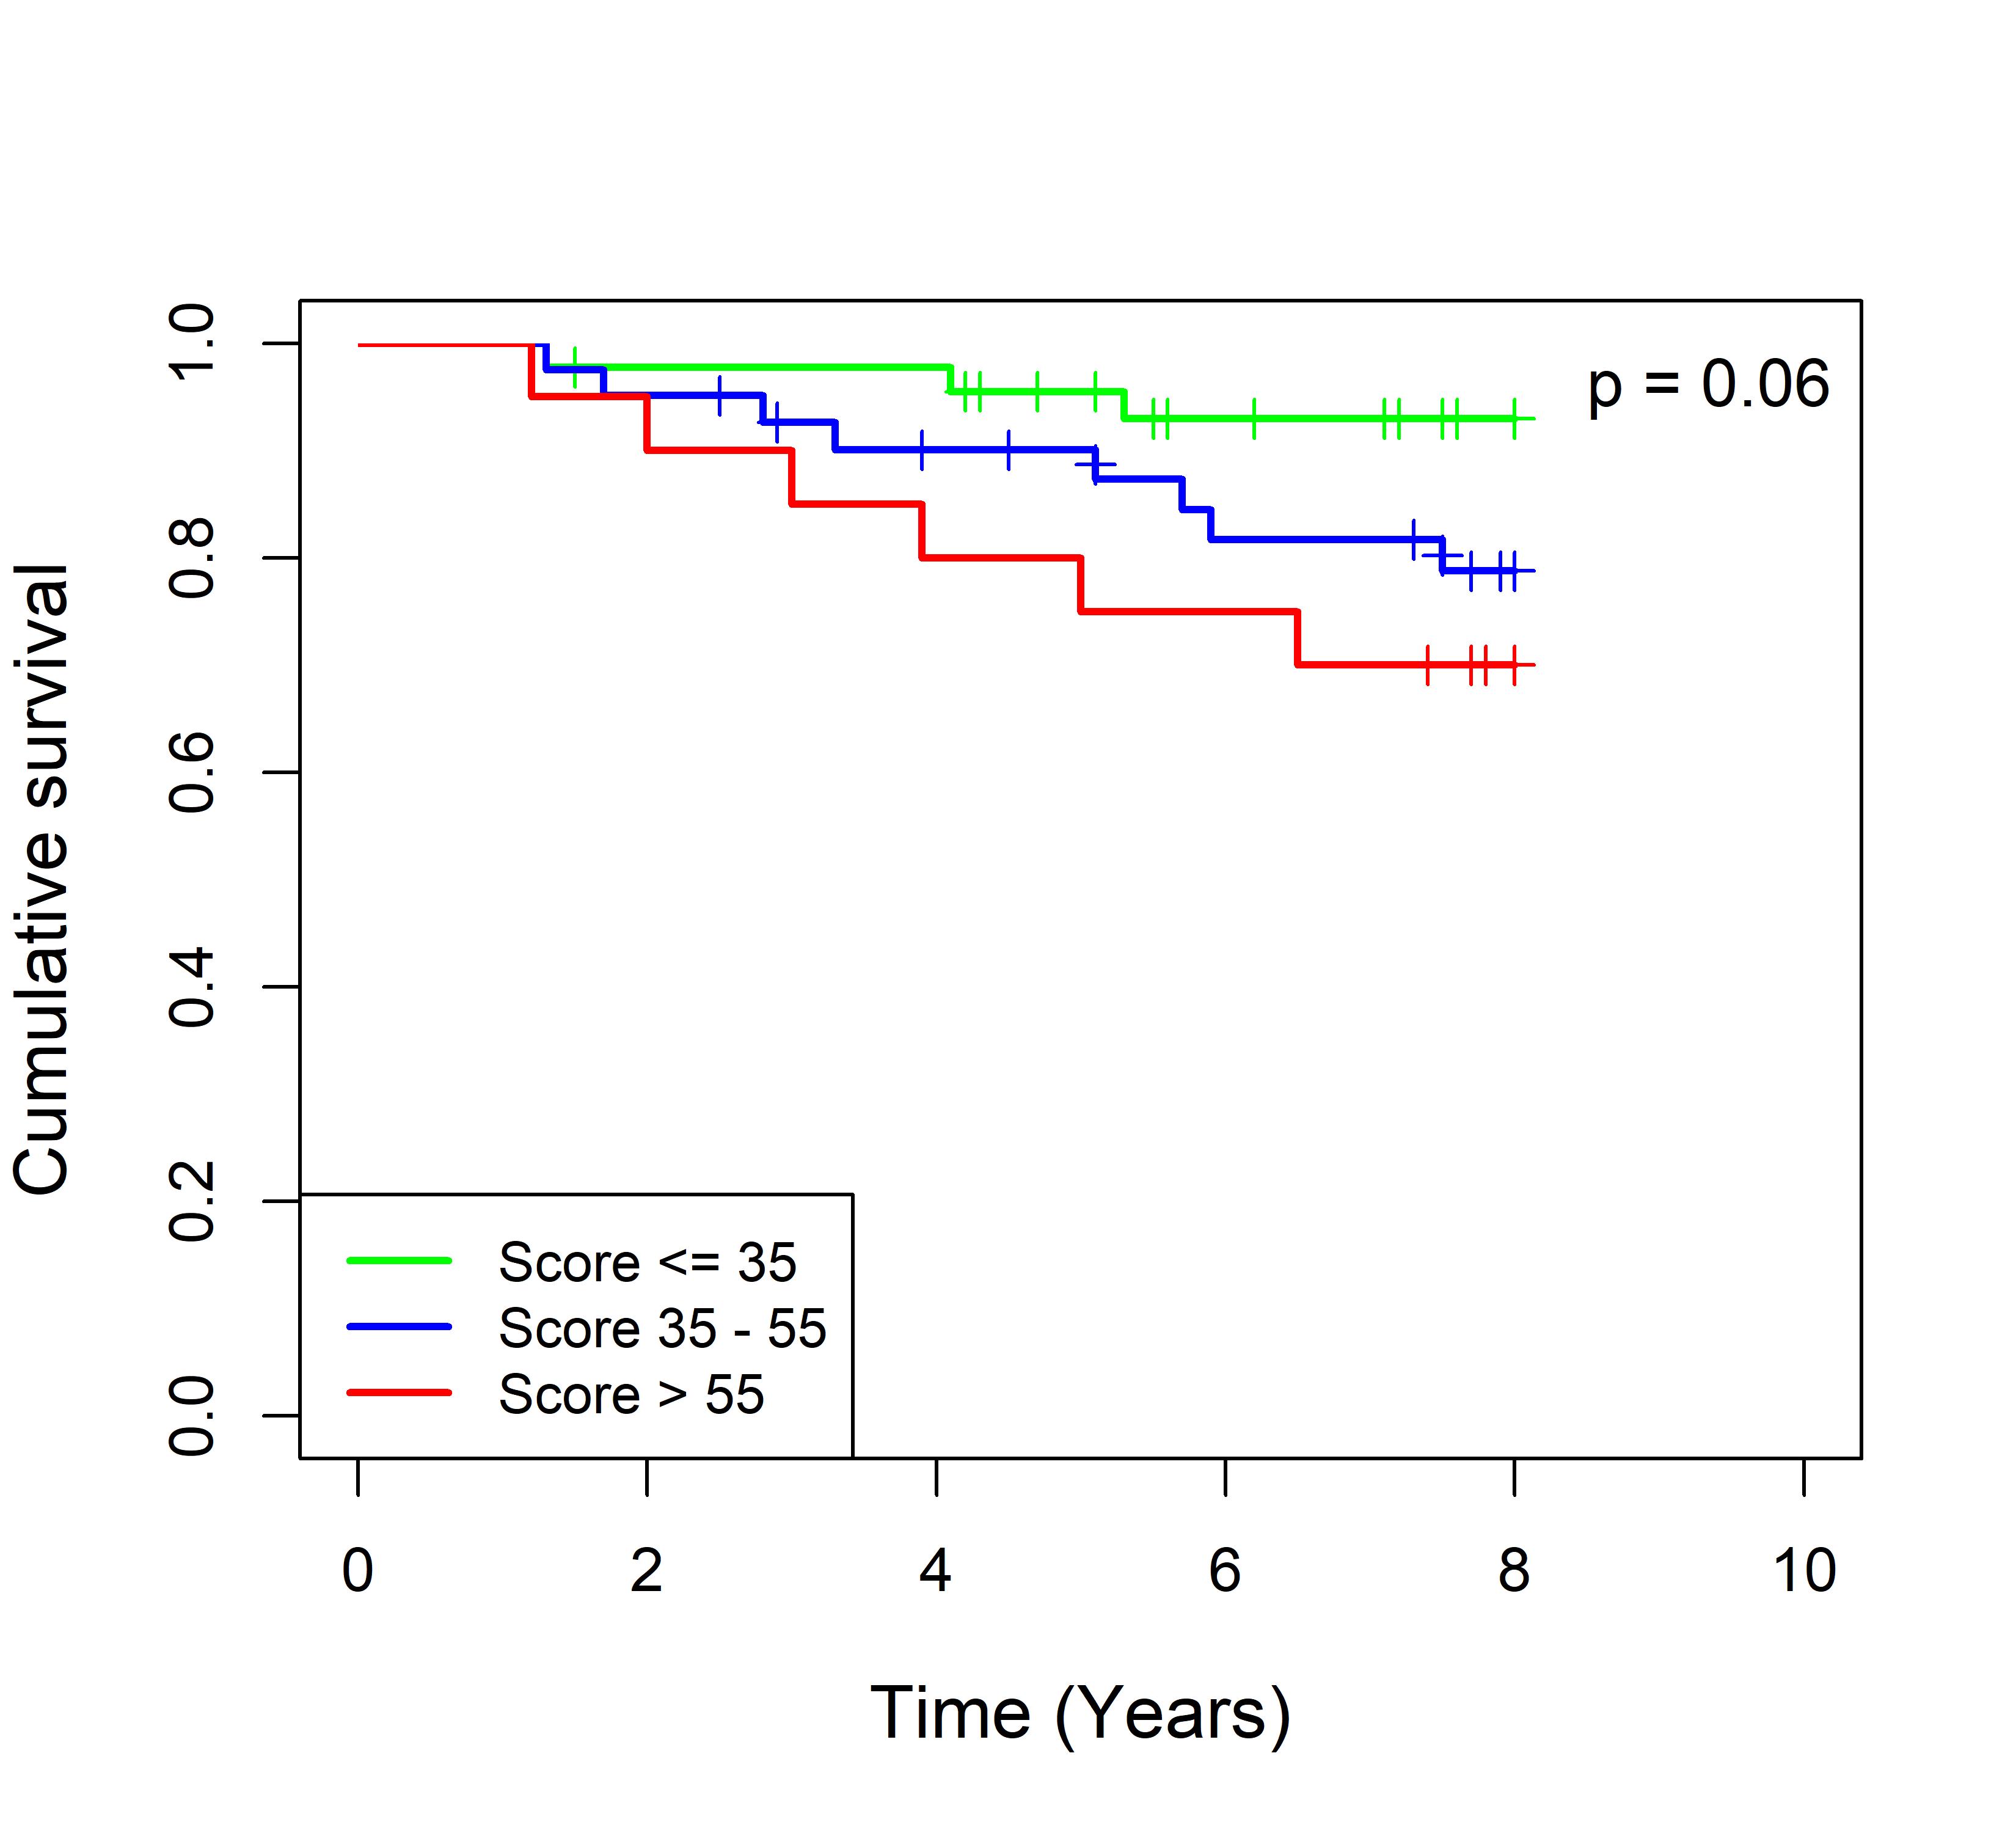 p = 0.06
Cumulative survival
1.0
0.8
0.6
0.4
0.2
0.0
Score <= 35
Score 35 - 55
Score > 55
0 2 4 6 8 10
Time (Years)